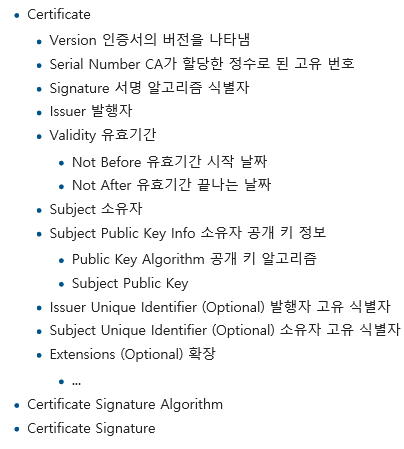 Certificate
Version 인증서의 버전을 나타냄
Serial Number CA가 할당한 정수로 된 고유 번호
Signature 서명 알고리즘 식별자
Issuer 발행자
Validity 유효기간
Not Before 유효기간 시작 날짜
Not After 유효기간 끝나는 날짜
Subject 소유자
Subject Public Key Info 소유자 공개 키 정보
Public Key Algorithm 공개 키 알고리즘
Subject Public Key
Issuer Unique Identifier (Optional) 발행자 고유 식별자
Subject Unique Identifier (Optional) 소유자 고유 식별자
Extensions (Optional) 확장
...
Certificate Signature Algorithm
Certificate Signature